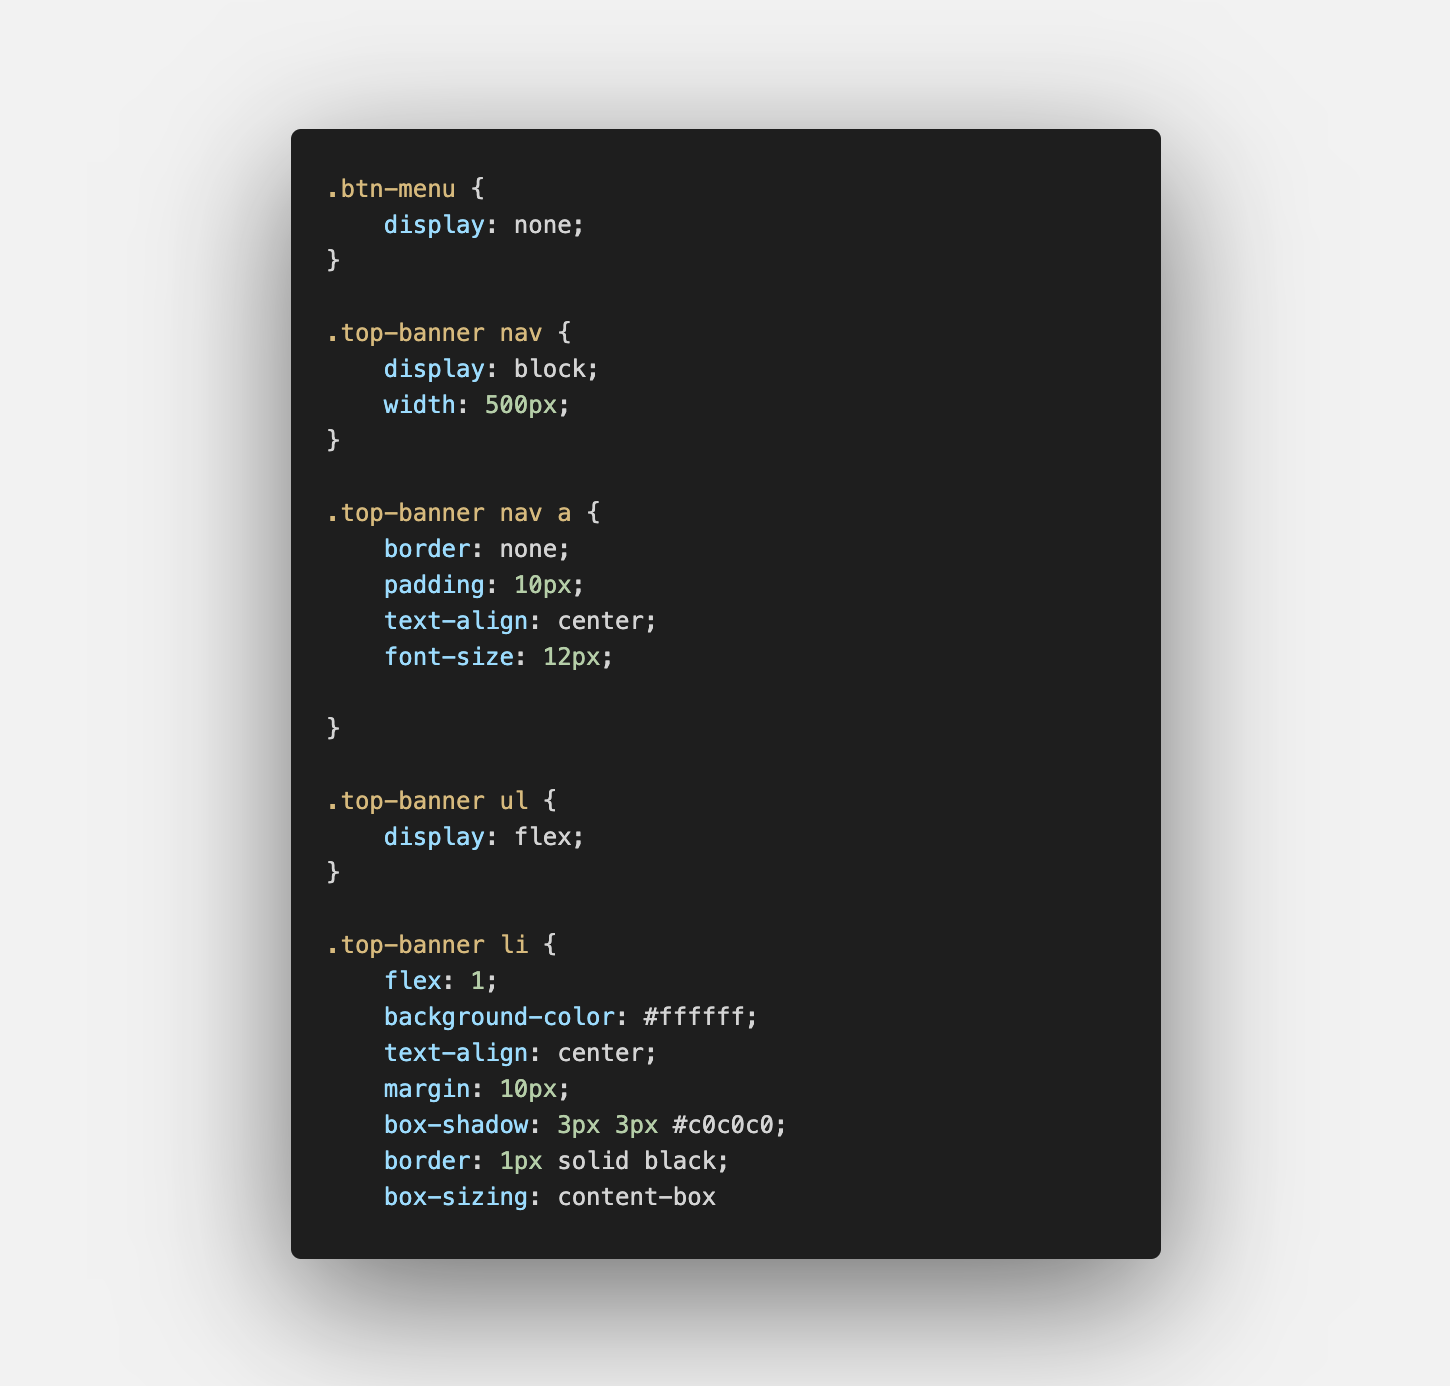 .btn-menu {
    display: none;
}

.top-banner nav {
    display: block;
    width: 500px;
}

.top-banner nav a {
    border: none;
    padding: 10px;
    text-align: center;
    font-size: 12px;

}

.top-banner ul {
    display: flex;
}

.top-banner li {
    flex: 1;
    background-color: #ffffff;
    text-align: center;
    margin: 10px;
    box-shadow: 3px 3px #c0c0c0;
    border: 1px solid black;
    box-sizing: content-box